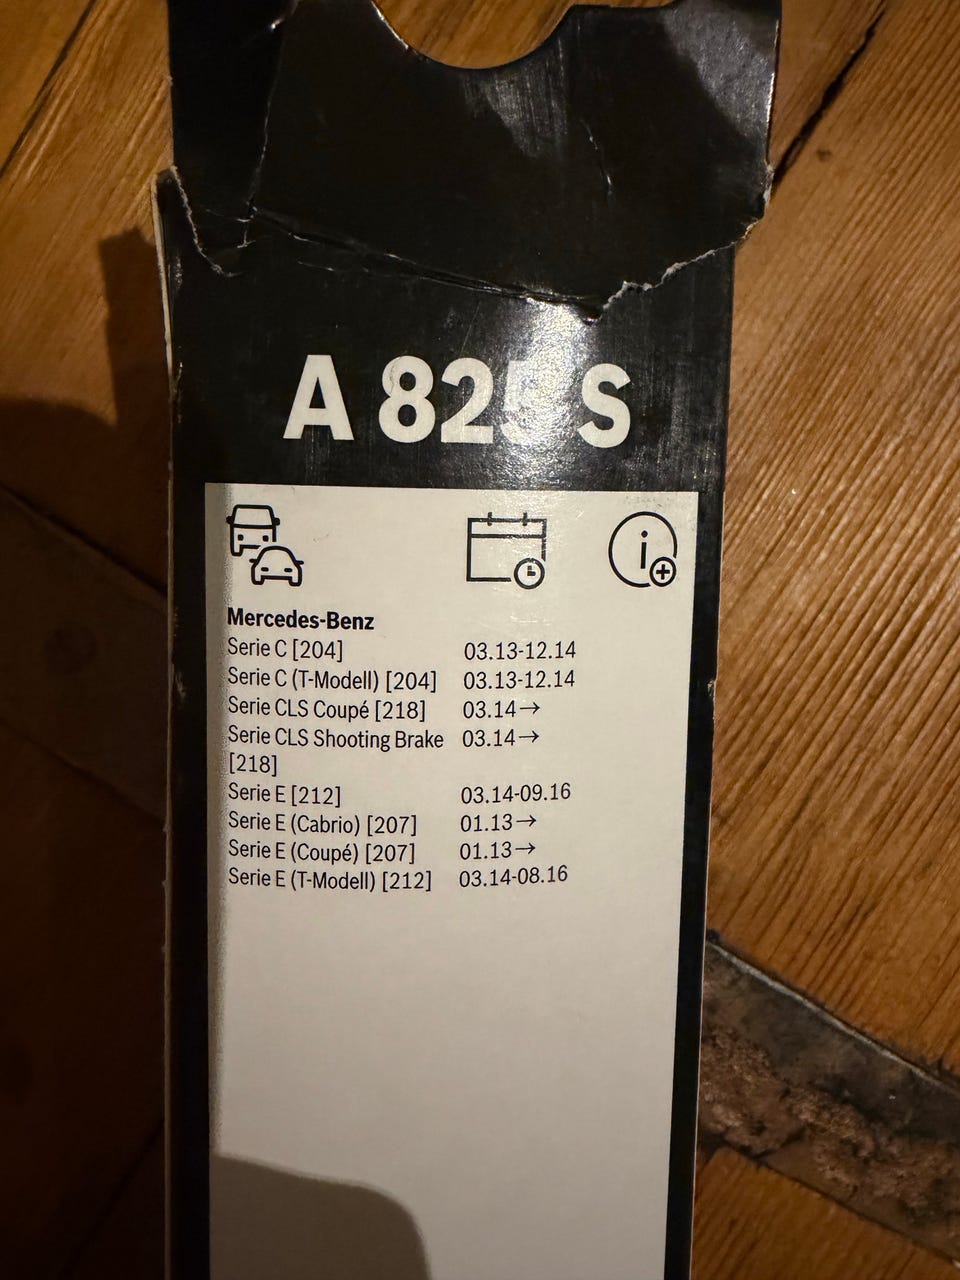 A 825 S
Mercedes-Benz
Serie C [204] 03.13-12.14
Serie C (T-Modell) [204] 03.13-12.14
Serie CLS Coupé [218] 03.14→
Serie CLS Shooting Brake 03.14→
[218]
Serie E [212] 03.14-09.16
Serie E (Cabrio) [207] 01.13→
Serie E (Coupé) [207] 01.13→
Serie E (T-Modell) [212] 03.14-08.16